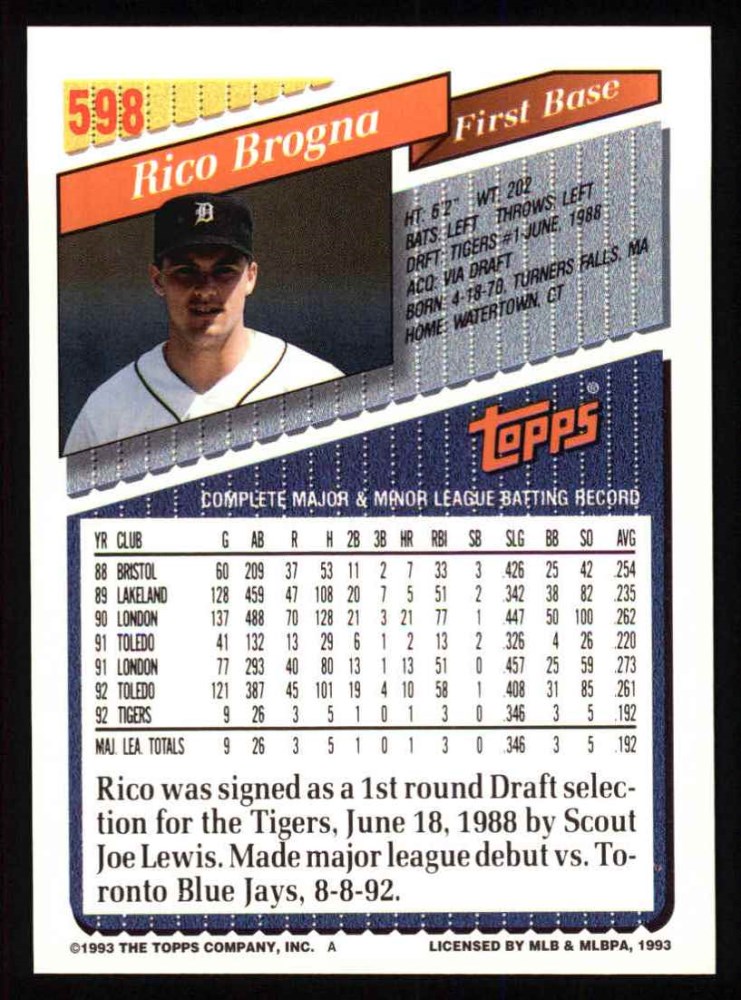 598
Rico Brogna
First Base
D
HT: 6'2" WT: 202
BATS: LEFT THROWS: LEFT
DRFT: TIGERS #1-JUNE, 1988
ACQ: VIA DRAFT
BORN: 4-18-70, TURNERS FALLS, MA
HOME: WATERTOWN, CT
topps®
COMPLETE MAJOR & MINOR LEAGUE BATTING RECORD
YR CLUB G AB R H 2B 3B HR RBI SB SLG BB SO AVG
88 BRISTOL 60 209 37 53 11 2 7 33 3 .426 25 42 .254
89 LAKELAND 128 459 47 108 20 7 5 51 2 .342 38 82 .235
90 LONDON 137 488 70 128 21 3 21 77 1 .447 50 100 .262
91 TOLEDO 41 132 13 29 6 1 2 13 2 .326 4 26 .220
91 LONDON 77 293 40 80 13 1 13 51 0 .457 25 59 .273
92 TOLEDO 121 387 45 101 19 4 10 58 1 .408 31 85 .261
92 TIGERS 9 26 3 5 1 0 1 3 0 .346 3 5 .192
MAJ. LEA. TOTALS 9 26 3 5 1 0 1 3 0 .346 3 5 .192
Rico was signed as a 1st round Draft selec-
tion for the Tigers, June 18, 1988 by Scout
Joe Lewis. Made major league debut vs. To-
ronto Blue Jays, 8-8-92.
©1993 THE TOPPS COMPANY, INC. A
LICENSED BY MLB & MLBPA, 1993